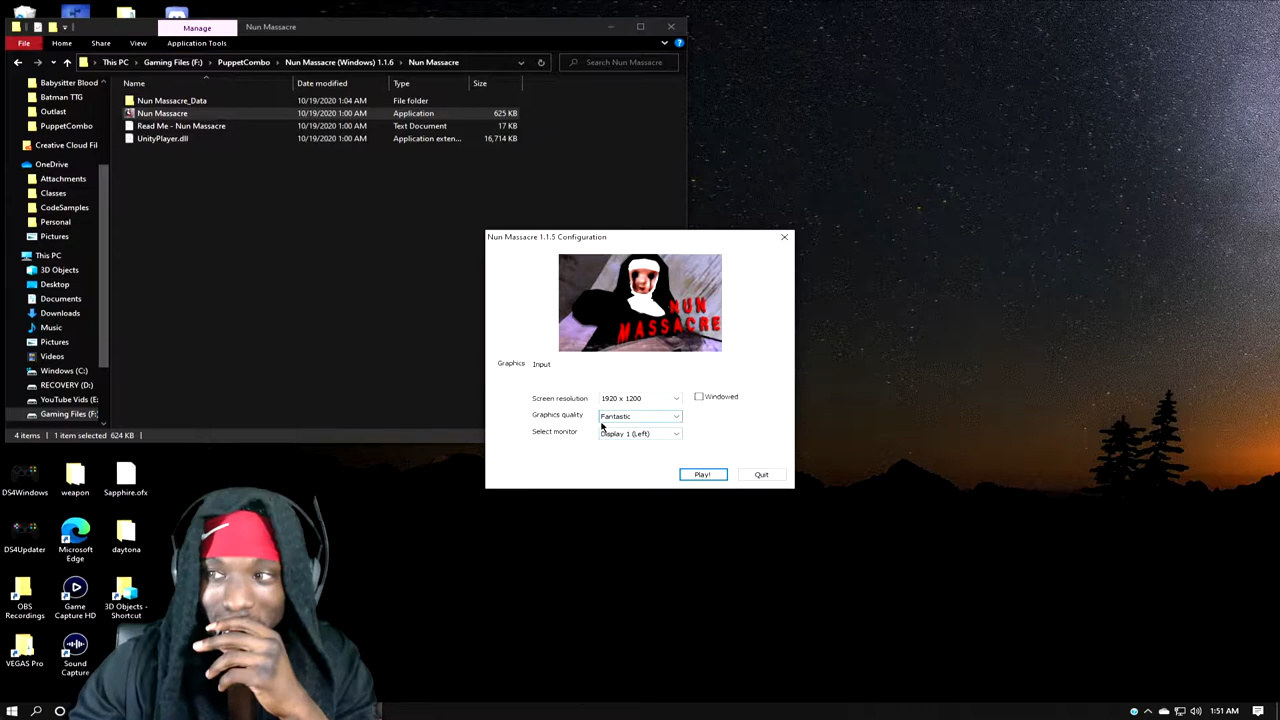 Manage
Nun Massacre
File
Home
Share
View
Application Tools
This PC
Gaming Files (F:)
PuppetCombo
Nun Massacre (Windows) 1.1.6
Nun Massacre
Search Nun Massacre
Name
Date modified
Type
Size
Nun Massacre_Data
10/19/2020 1:04 AM
File folder
Nun Massacre
10/19/2020 1:00 AM
Application
625 KB
Read Me - Nun Massacre
10/19/2020 1:00 AM
Text Document
17 KB
UnityPlayer.dll
10/19/2020 1:00 AM
Application exten...
16,714 KB
Babysitter Blood
Batman TTG
Outlast
PuppetCombo
Creative Cloud Fil
OneDrive
Attachments
Classes
CodeSamples
Personal
Pictures
This PC
3D Objects
Desktop
Documents
Downloads
Music
Pictures
Videos
Windows (C:)
RECOVERY (D:)
YouTube Vids (E:
Gaming Files (F:)
4 items
1 item selected 624 KB
Nun Massacre 1.1.5 Configuration
NUN
MASSACRE
Graphics
Input
Screen resolution
1920 x 1200
Windowed
Graphics quality
Fantastic
Select monitor
Display 1 (Left)
Play!
Quit
DS4Windows
weapon
Sapphire.ofx
DS4Updater
Microsoft
Edge
daytona
OBS
Recordings
Game
Capture HD
3D Objects -
Shortcut
VEGAS Pro
Sound
Capture
1:51 AM